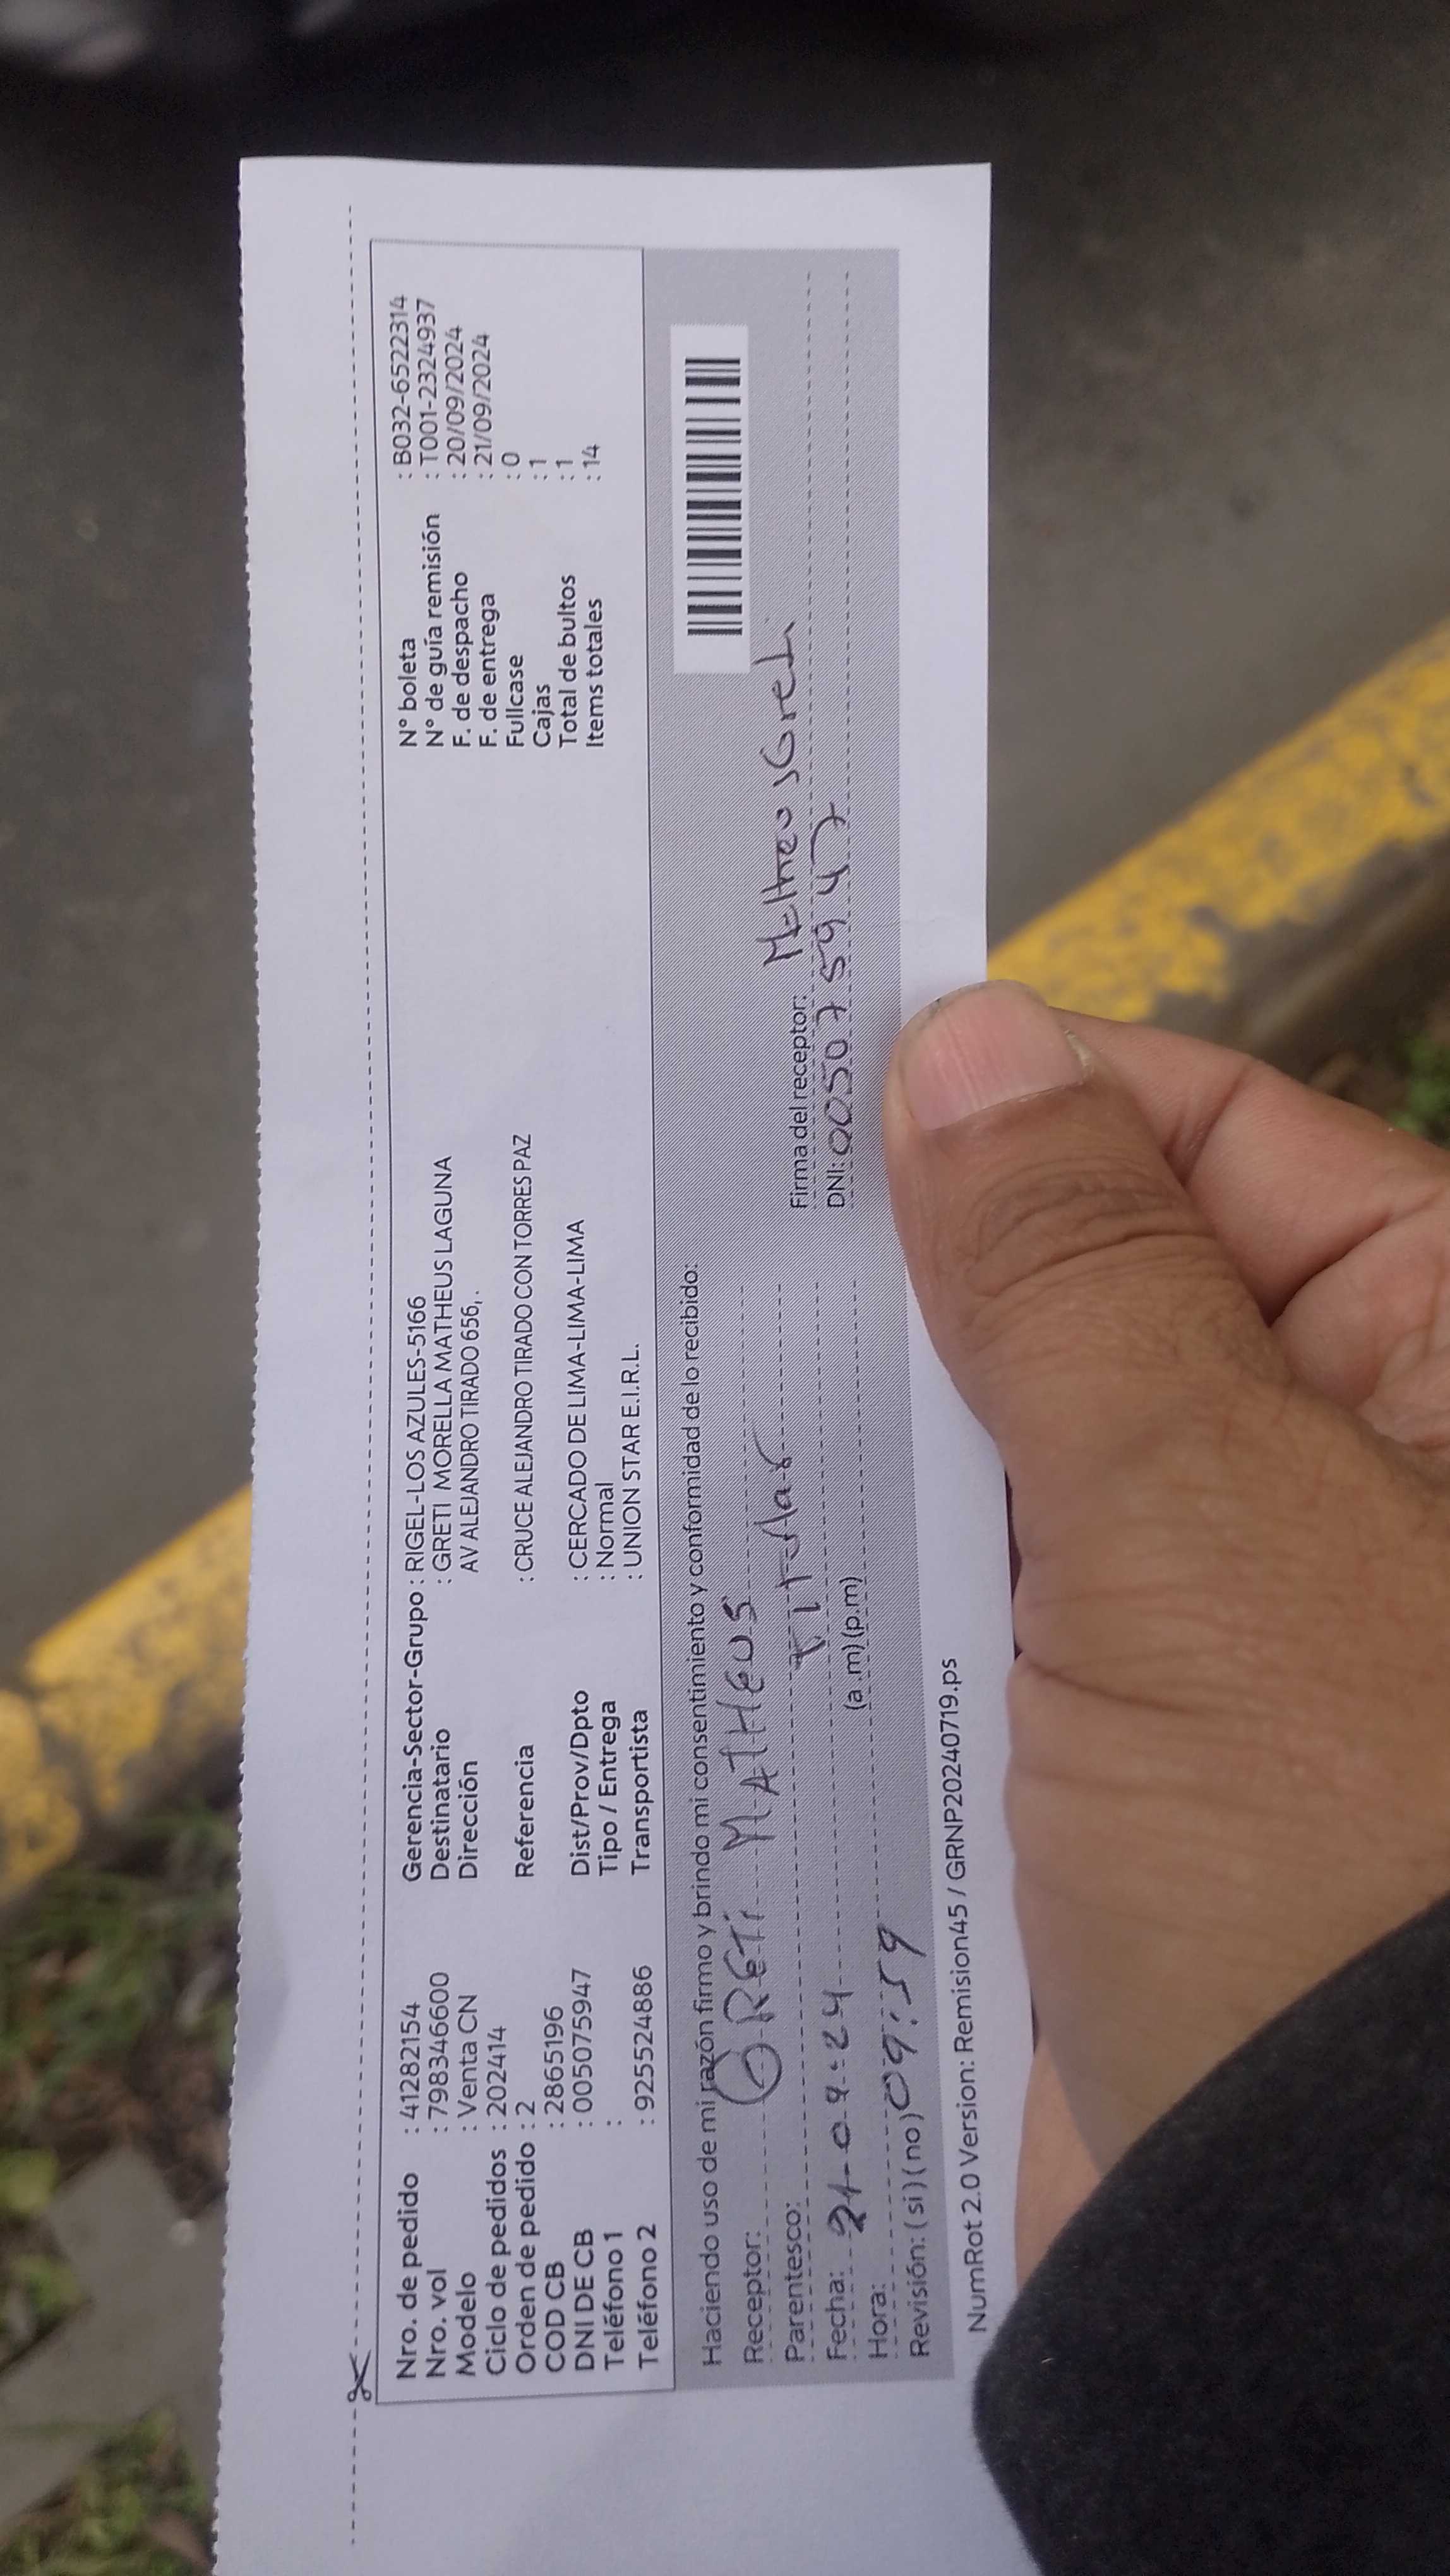 Nro. de pedido : 41282154
Nro. vol : 798346600
Modelo : Venta CN
Ciclo de pedidos : 202414
Orden de pedido : 2
COD CB : 2865196
DNI DE CB : 005075947
Teléfono 1 :
Teléfono 2 : 925524886
Gerencia-Sector-Grupo : RIGEL-LOS AZULES-5166
Destinatario : GRETI MORELLA MATHEUS LAGUNA
Dirección AV ALEJANDRO TIRADO 656, .
Referencia : CRUCE ALEJANDRO TIRADO CON TORRES PAZ
Dist/Prov/Dpto : CERCADO DE LIMA-LIMA-LIMA
Tipo / Entrega : Normal
Transportista : UNION STAR E.I.R.L.
N° boleta : B032-6522314
N° de guía remisión : T001-2324937
F. de despacho : 20/09/2024
F. de entrega : 21/09/2024
Fullcase : 0
Cajas : 1
Total de bultos : 1
Items totales : 14
Haciendo uso de mi razón firmo y brindo mi consentimiento y conformidad de lo recibido:
Receptor: GRETi MATHEUS
Parentesco: titular
Fecha: 21-09-24
Hora: 09:59 (a.m) (p.m)
Revisión: (si) (no)
Firma del receptor: Matheus Greti
DNI: 005075947
NumRot 2.0 Version: Remision45 / GRNP20240719.ps